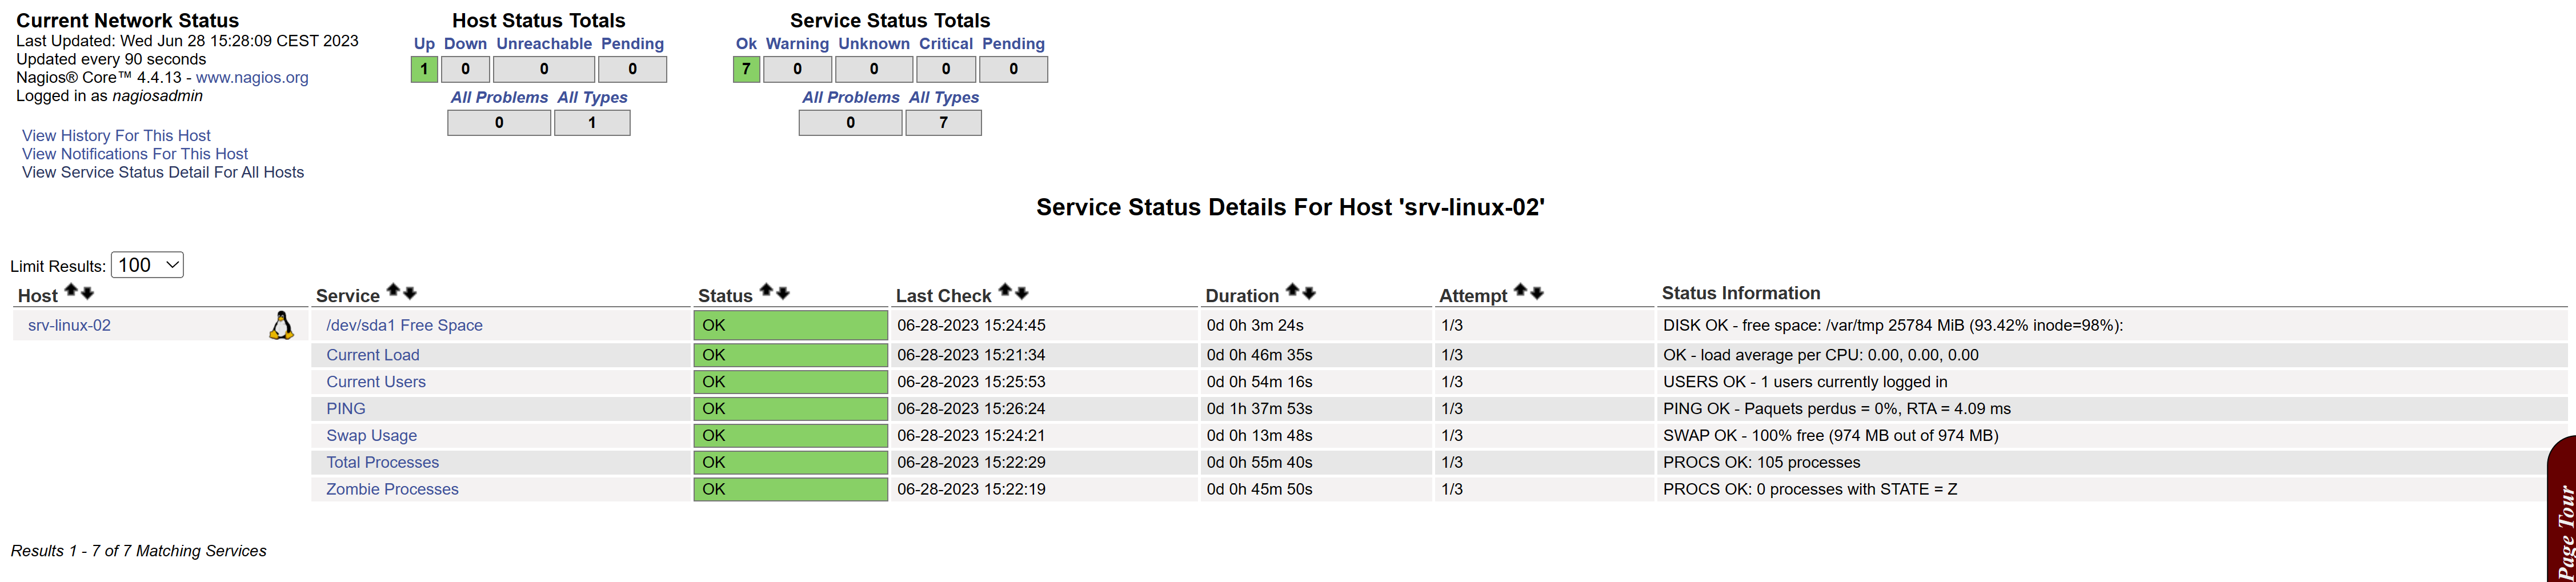 Current Network Status
Last Updated: Wed Jun 28 15:28:09 CEST 2023
Updated every 90 seconds
Nagios® Core™ 4.4.13 - www.nagios.org
Logged in as nagiosadmin
View History For This Host
View Notifications For This Host
View Service Status Detail For All Hosts
Host Status Totals
Up Down Unreachable Pending
1 0 0 0
All Problems All Types
0 1
Service Status Totals
Ok Warning Unknown Critical Pending
7 0 0 0 0
All Problems All Types
0 7
Service Status Details For Host 'srv-linux-02'
Limit Results: 100
Host Service Status Last Check Duration Attempt Status Information
srv-linux-02 /dev/sda1 Free Space OK 06-28-2023 15:24:45 0d 0h 3m 24s 1/3 DISK OK - free space: /var/tmp 25784 MiB (93.42% inode=98%):
Current Load OK 06-28-2023 15:21:34 0d 0h 46m 35s 1/3 OK - load average per CPU: 0.00, 0.00, 0.00
Current Users OK 06-28-2023 15:25:53 0d 0h 54m 16s 1/3 USERS OK - 1 users currently logged in
PING OK 06-28-2023 15:26:24 0d 1h 37m 53s 1/3 PING OK - Paquets perdus = 0%, RTA = 4.09 ms
Swap Usage OK 06-28-2023 15:24:21 0d 0h 13m 48s 1/3 SWAP OK - 100% free (974 MB out of 974 MB)
Total Processes OK 06-28-2023 15:22:29 0d 0h 55m 40s 1/3 PROCS OK: 105 processes
Zombie Processes OK 06-28-2023 15:22:19 0d 0h 45m 50s 1/3 PROCS OK: 0 processes with STATE = Z
Results 1 - 7 of 7 Matching Services
Page Tour